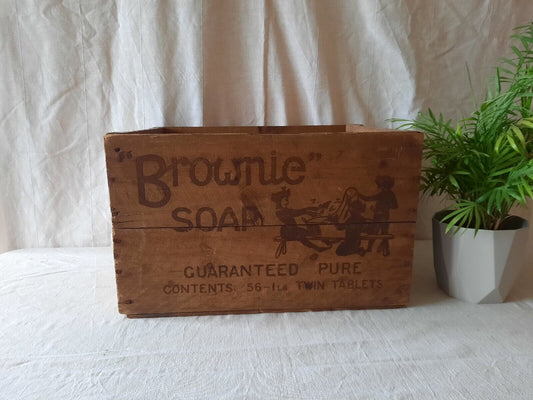 "Brownie"
SOAP
GUARANTEED PURE
CONTENTS. 56-1LB TWIN TABLETS